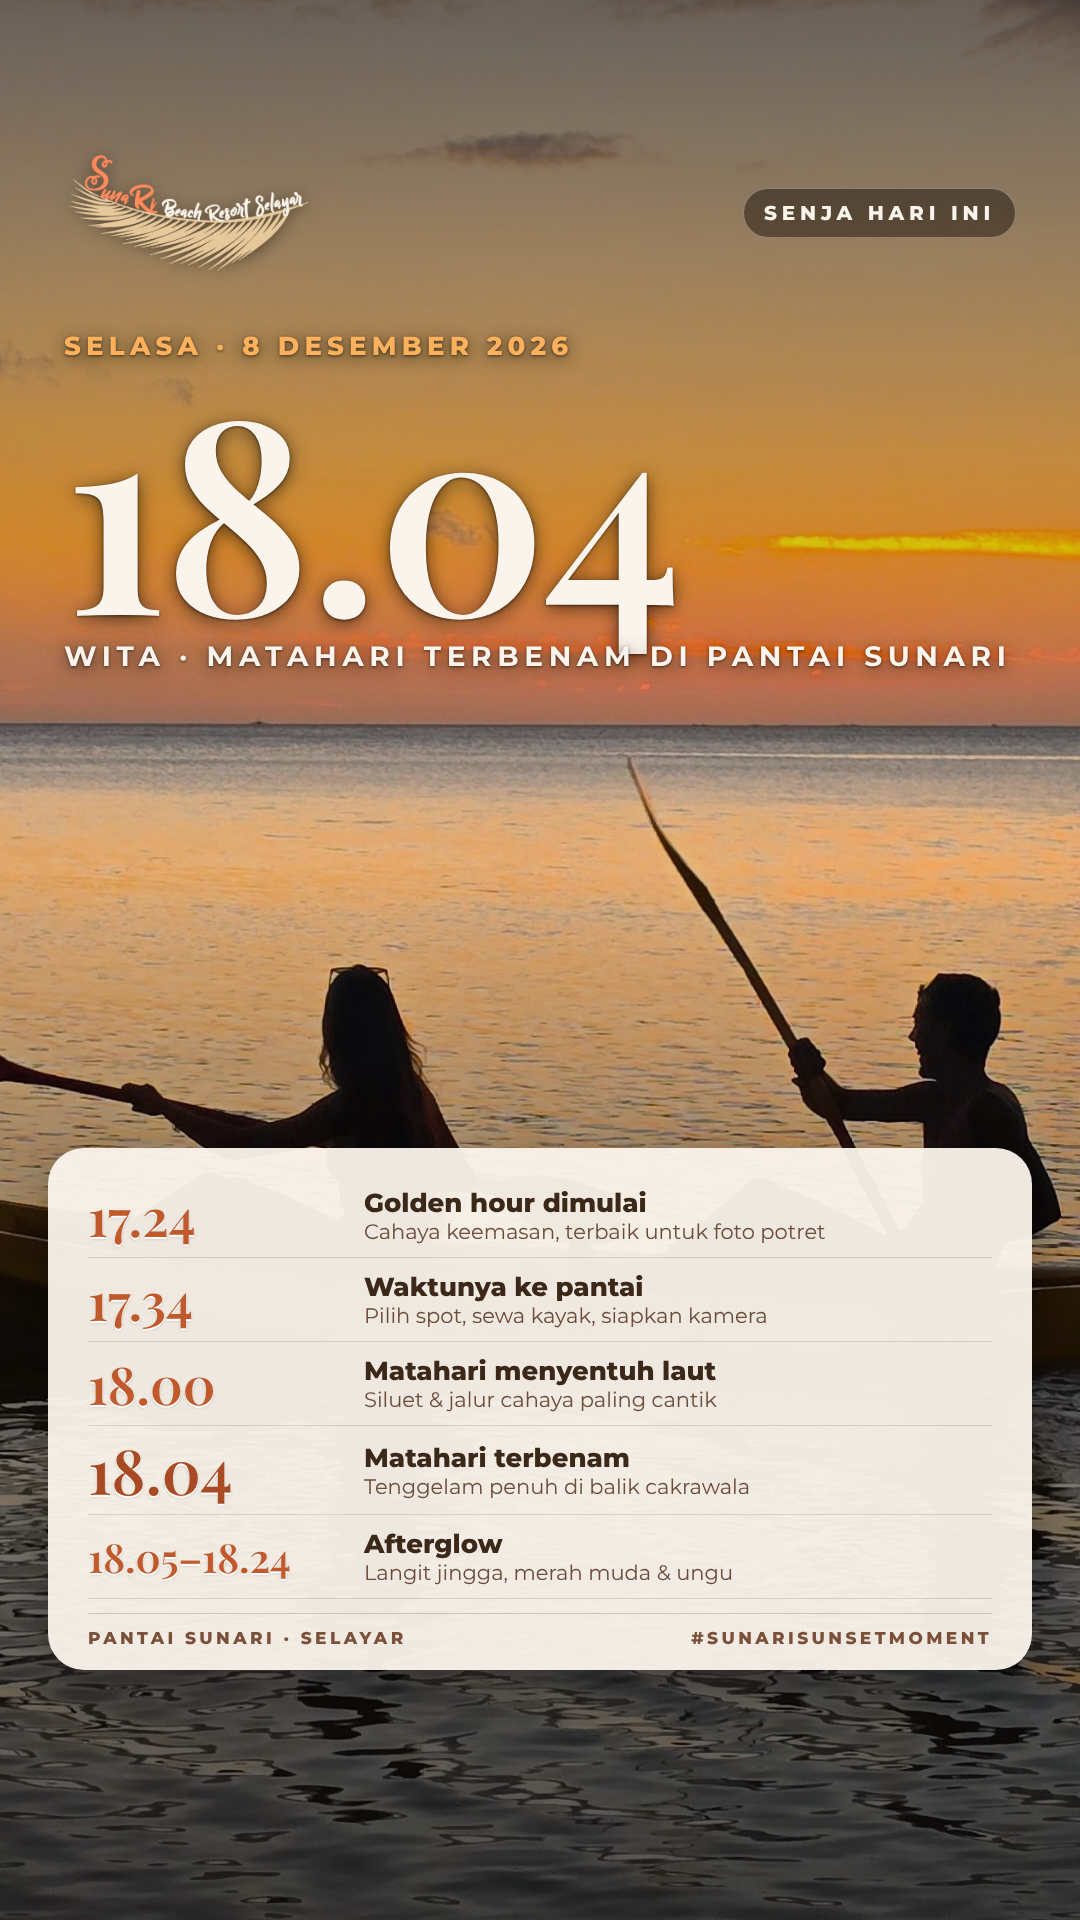 SunaRi Beach Resort Selayar
SENJA HARI INI
SELASA · 8 DESEMBER 2026
18.04
WITA · MATAHARI TERBENAM DI PANTAI SUNARI
17.24
Golden hour dimulai
Cahaya keemasan, terbaik untuk foto potret
17.34
Waktunya ke pantai
Pilih spot, sewa kayak, siapkan kamera
18.00
Matahari menyentuh laut
Siluet & jalur cahaya paling cantik
18.04
Matahari terbenam
Tenggelam penuh di balik cakrawala
18.05–18.24
Afterglow
Langit jingga, merah muda & ungu
PANTAI SUNARI · SELAYAR
#SUNARISUNSETMOMENT